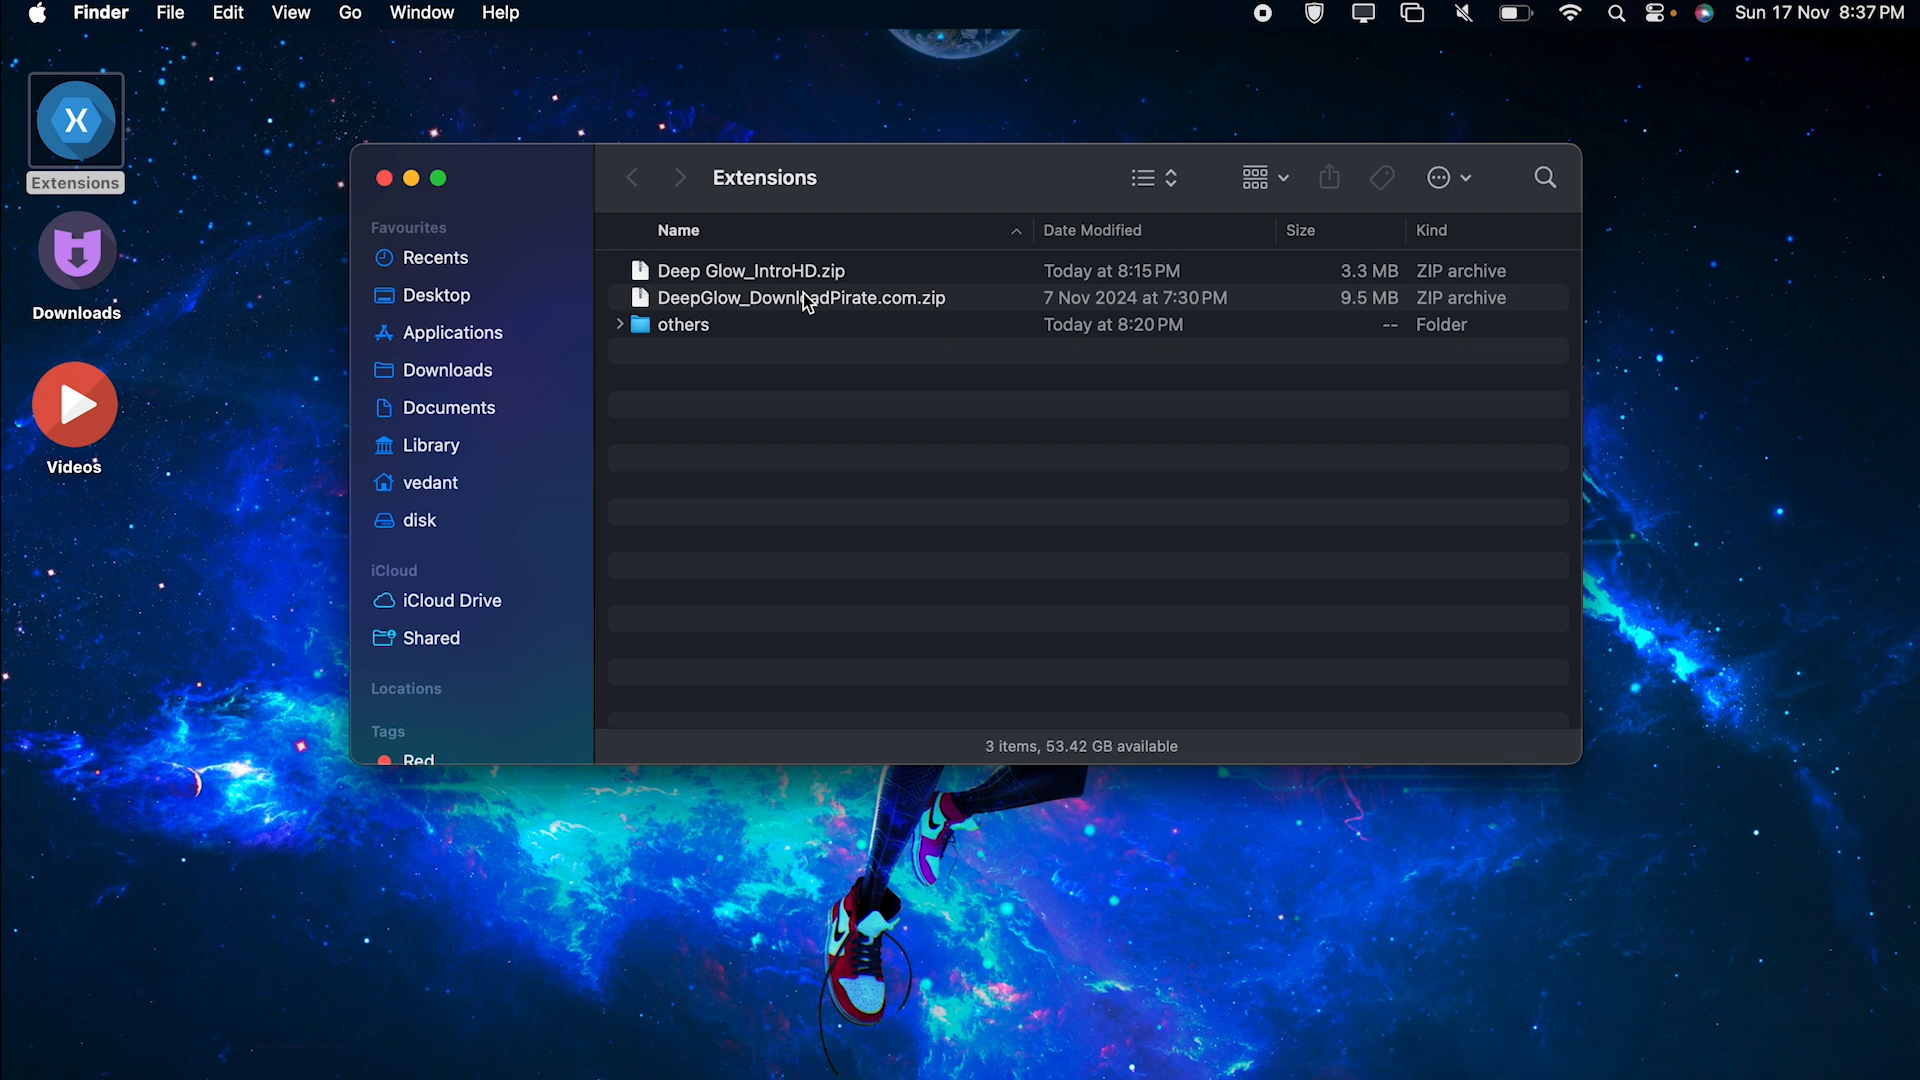 Finder File Edit View Go Window Help Sun 17 Nov 8:37 PM
Extensions
Downloads
Videos
Extensions
Favourites
Recents
Desktop
Applications
Downloads
Documents
Library
vedant
disk
iCloud
iCloud Drive
Shared
Locations
Tags
Red
Name Date Modified Size Kind
Deep Glow_IntroHD.zip Today at 8:15 PM 3.3 MB ZIP archive
DeepGlow_DownloadPirate.com.zip 7 Nov 2024 at 7:30 PM 9.5 MB ZIP archive
others Today at 8:20 PM -- Folder
3 items, 53.42 GB available